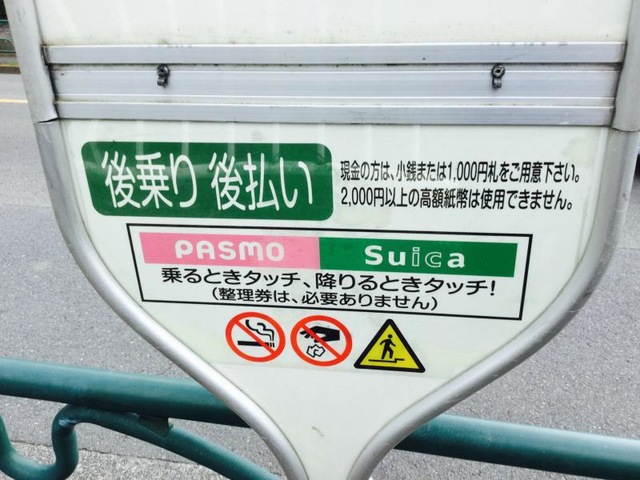 後乗り 後払い
現金の方は、小銭または1,000円札をご用意下さい。
2,000円以上の高額紙幣は使用できません。
PASMO Suica
乗るときタッチ、降りるときタッチ!
(整理券は、必要ありません)